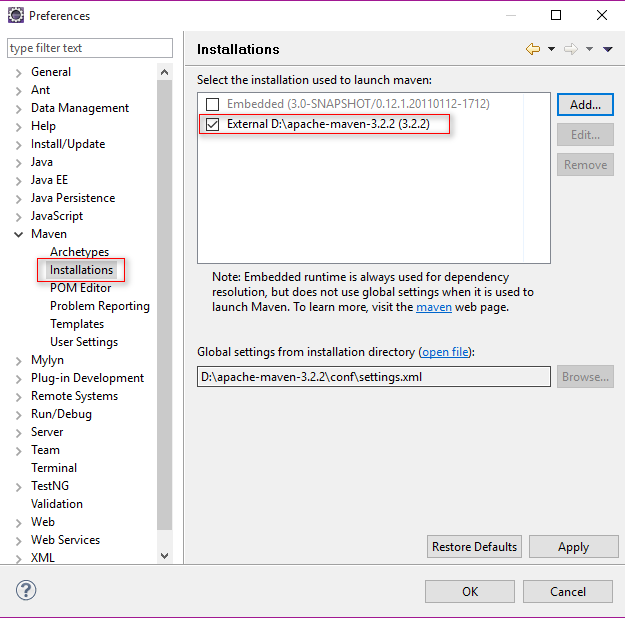 Preferences
type filter text
General
Ant
Data Management
Help
Install/Update
Java
Java EE
Java Persistence
JavaScript
Maven
Archetypes
Installations
POM Editor
Problem Reporting
Templates
User Settings
Mylyn
Plug-in Development
Remote Systems
Run/Debug
Server
Team
Terminal
TestNG
Validation
Web
Web Services
XML
Installations
Select the installation used to launch maven:
Embedded (3.0-SNAPSHOT/0.12.1.20110112-1712)
External D:\apache-maven-3.2.2 (3.2.2)
Add...
Edit...
Remove
Note: Embedded runtime is always used for dependency
resolution, but does not use global settings when it is used to
launch Maven. To learn more, visit the maven web page.
Global settings from installation directory (open file):
D:\apache-maven-3.2.2\conf\settings.xml
Browse...
Restore Defaults
Apply
?
OK
Cancel